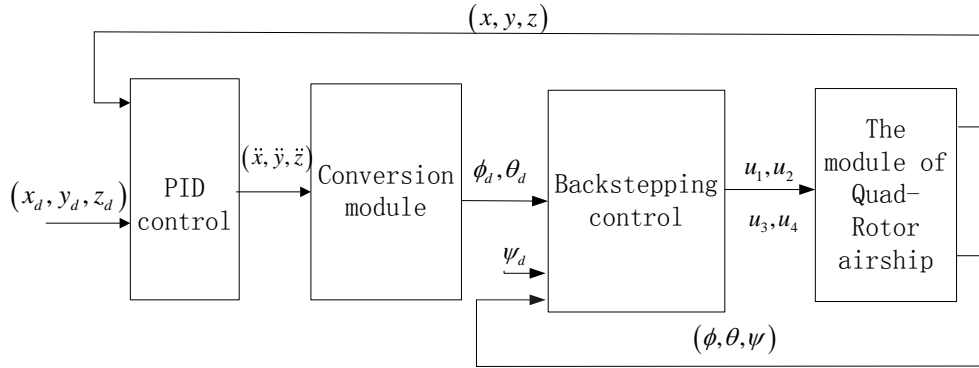 (x, y, z)
(x_d, y_d, z_d)
PID
control
(ẍ, ÿ, z̈)
Conversion
module
ϕ_d, θ_d
Backstepping
control
ψ_d
u_1, u_2
u_3, u_4
The
module of
Quad-
Rotor
airship
(ϕ, θ, ψ)